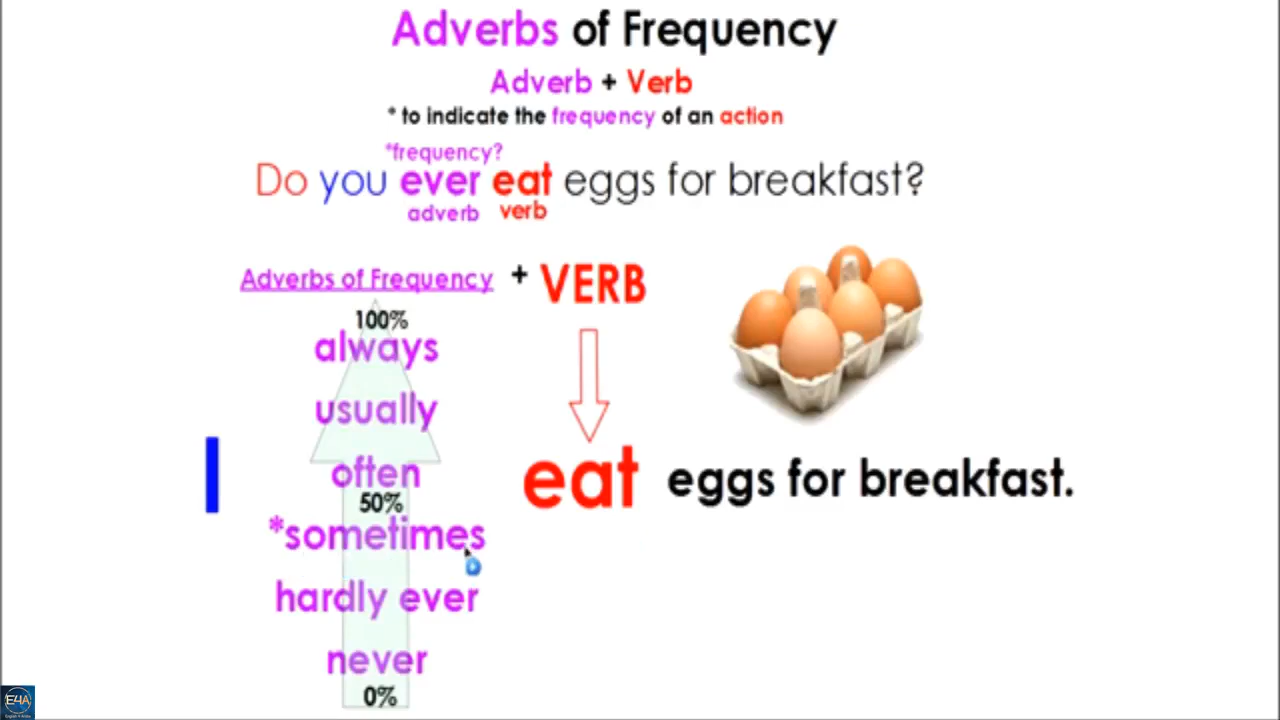 Adverbs of Frequency
Adverb + Verb
* to indicate the frequency of an action
*frequency?
Do you ever eat eggs for breakfast?
adverb verb
Adverbs of Frequency + VERB
100%
always
usually
often
I eat eggs for breakfast.
50%
*sometimes
hardly ever
never
0%
E4A